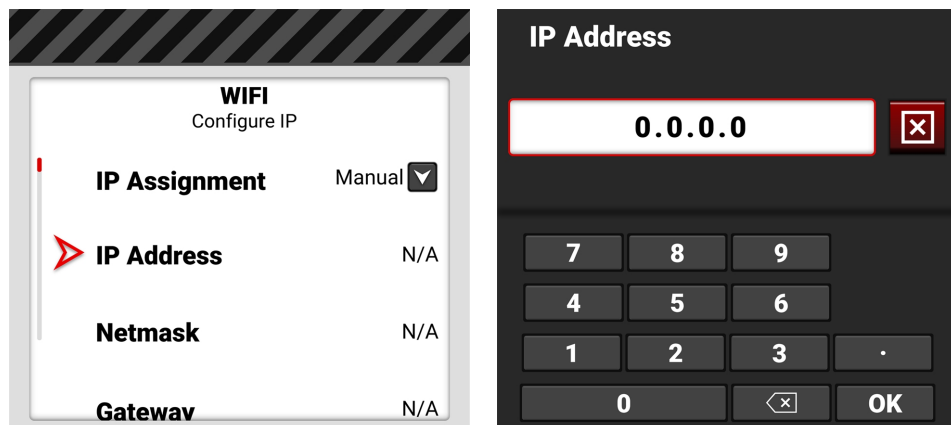 WIFI
Configure IP
IP Assignment Manual
IP Address N/A
Netmask N/A
Gateway N/A
IP Address
0.0.0.0
7 8 9
4 5 6
1 2 3 .
0 OK